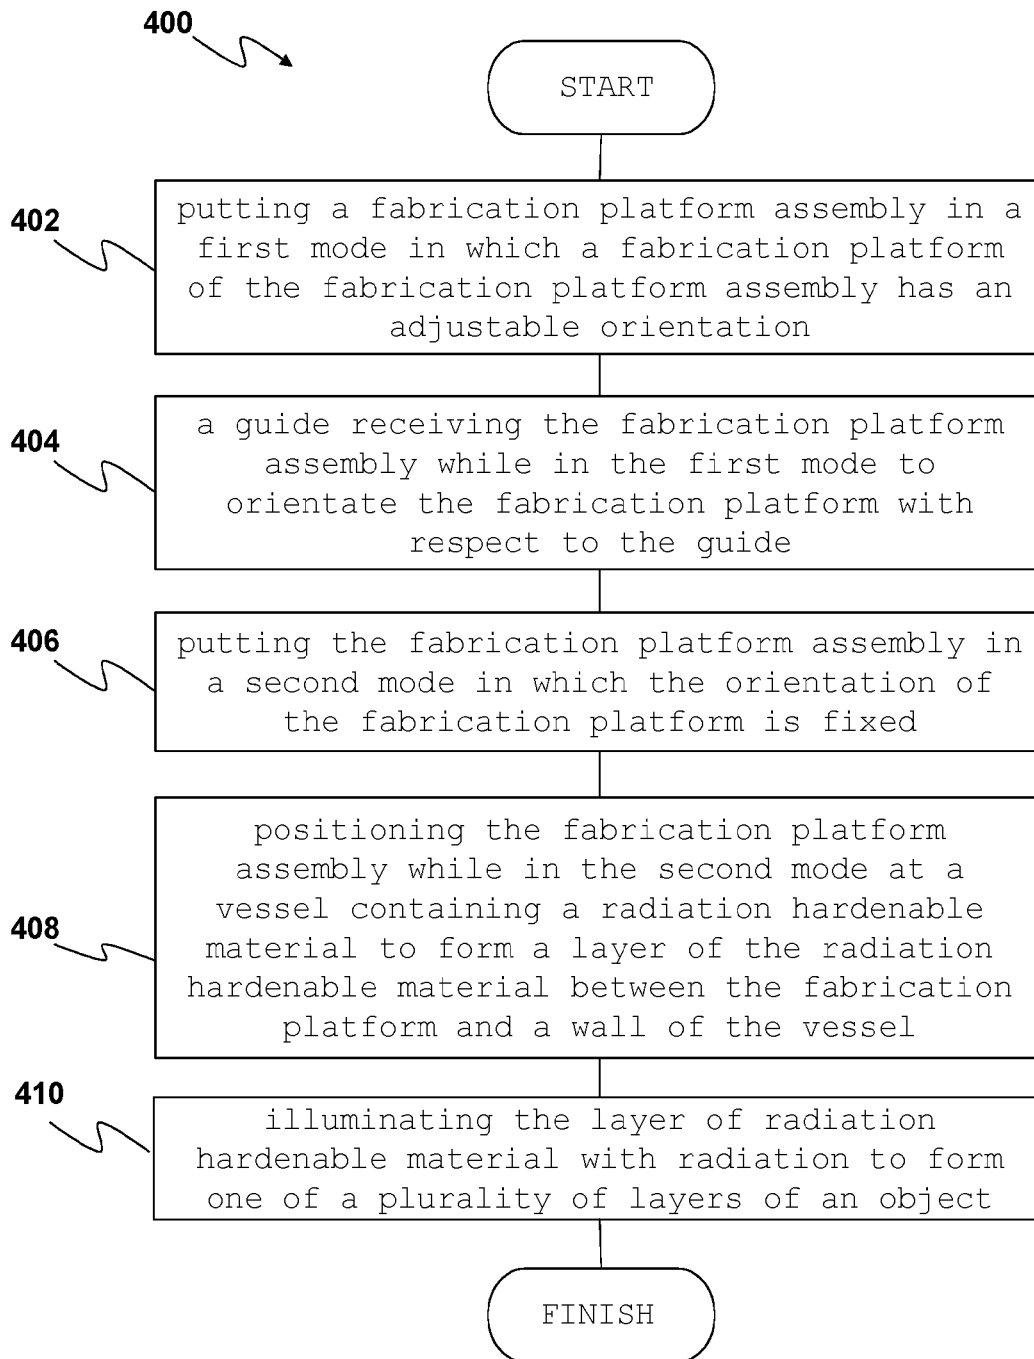 400
START
402
putting a fabrication platform assembly in a
first mode in which a fabrication platform
of the fabrication platform assembly has an
adjustable orientation
404
a guide receiving the fabrication platform
assembly while in the first mode to
orientate the fabrication platform with
respect to the guide
406
putting the fabrication platform assembly in
a second mode in which the orientation of
the fabrication platform is fixed
408
positioning the fabrication platform
assembly while in the second mode at a
vessel containing a radiation hardenable
material to form a layer of the radiation
hardenable material between the fabrication
platform and a wall of the vessel
410
illuminating the layer of radiation
hardenable material with radiation to form
one of a plurality of layers of an object
FINISH